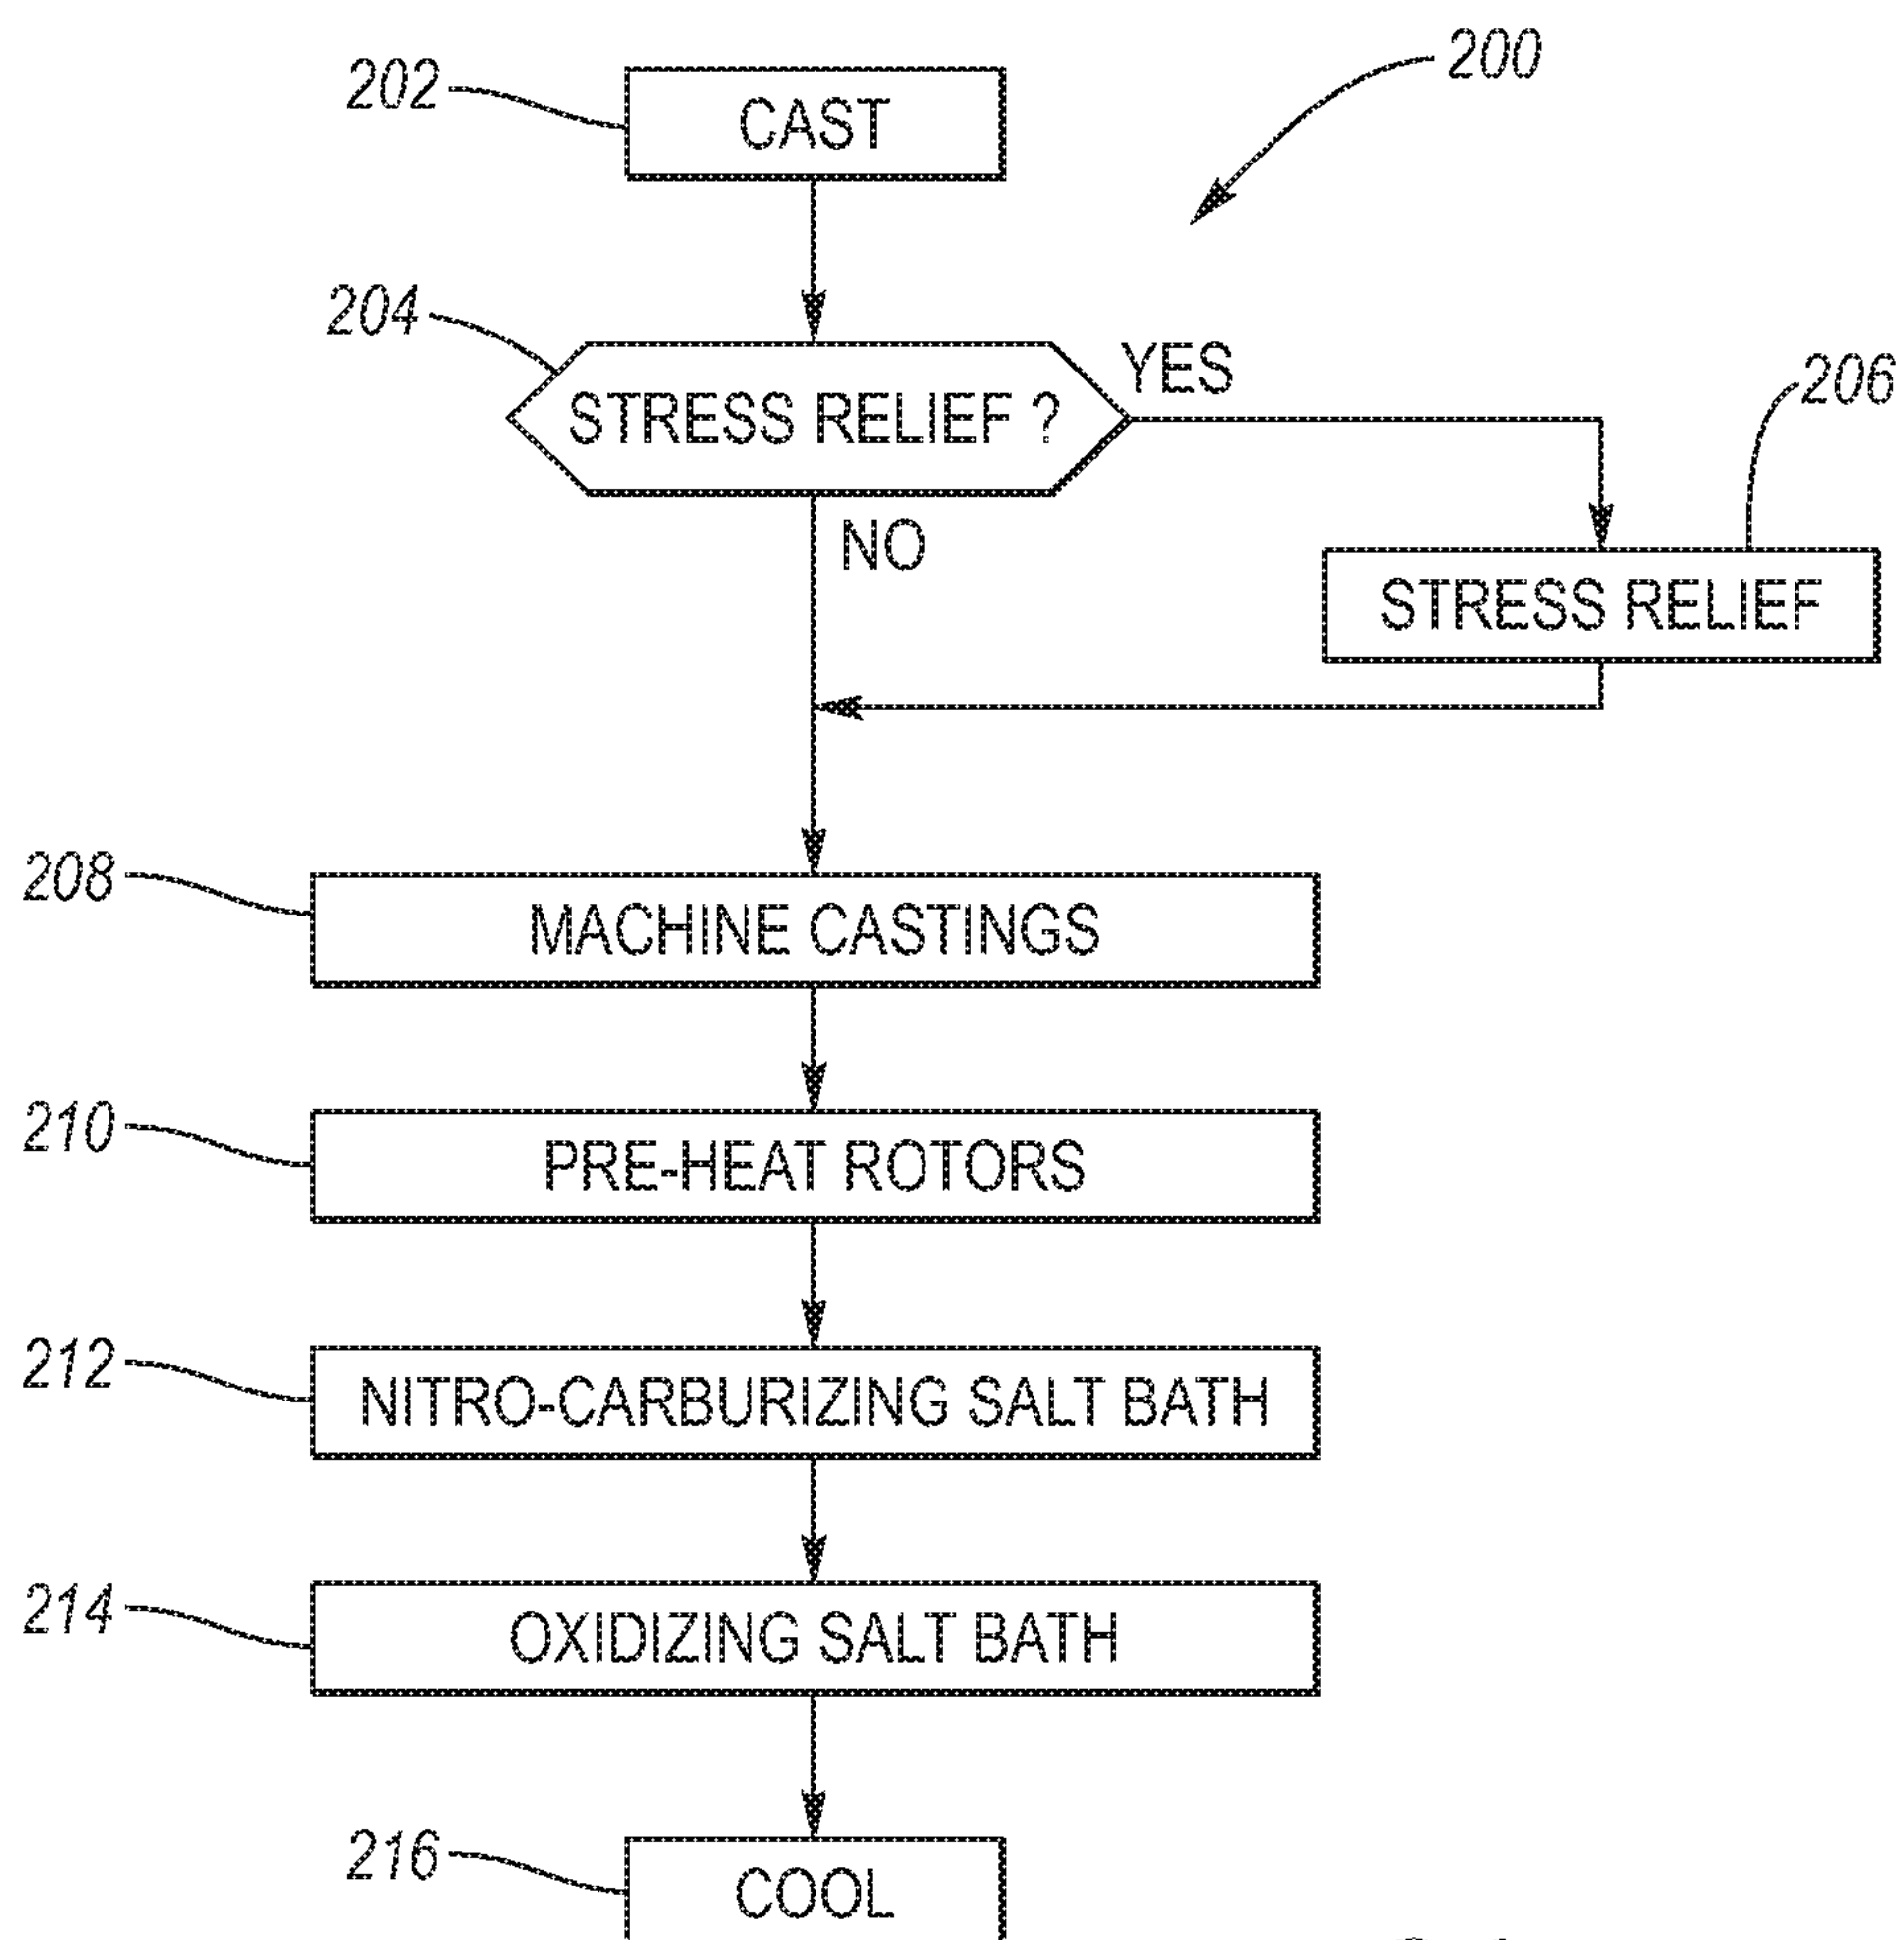 200
202
CAST
204
STRESS RELIEF ?
YES
206
NO
STRESS RELIEF
208
MACHINE CASTINGS
210
PRE-HEAT ROTORS
212
NITRO-CARBURIZING SALT BATH
214
OXIDIZING SALT BATH
216
COOL